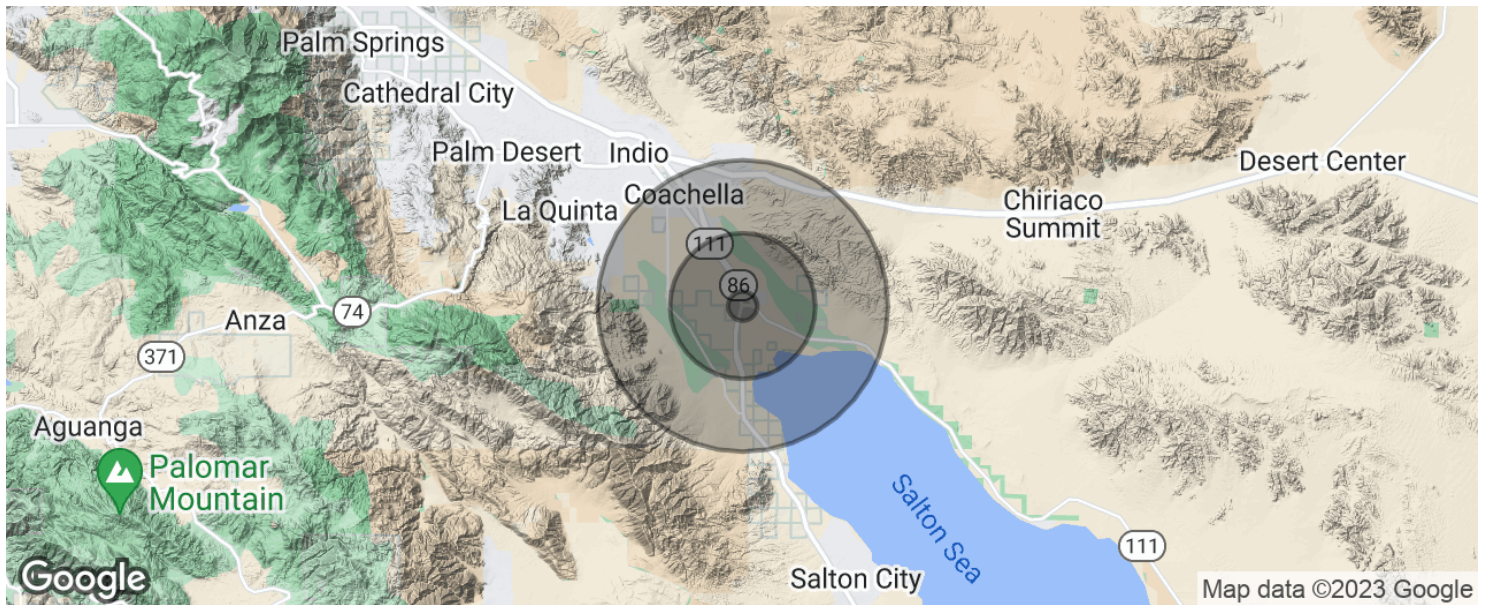 Palm Springs
Cathedral City
Palm Desert
Indio
Desert Center
Coachella
La Quinta
Chiriaco
Summit
111
86
74
Anza
371
Aguanga
Palomar
Mountain
Salton Sea
111
Salton City
Google
Map data ©2023 Google